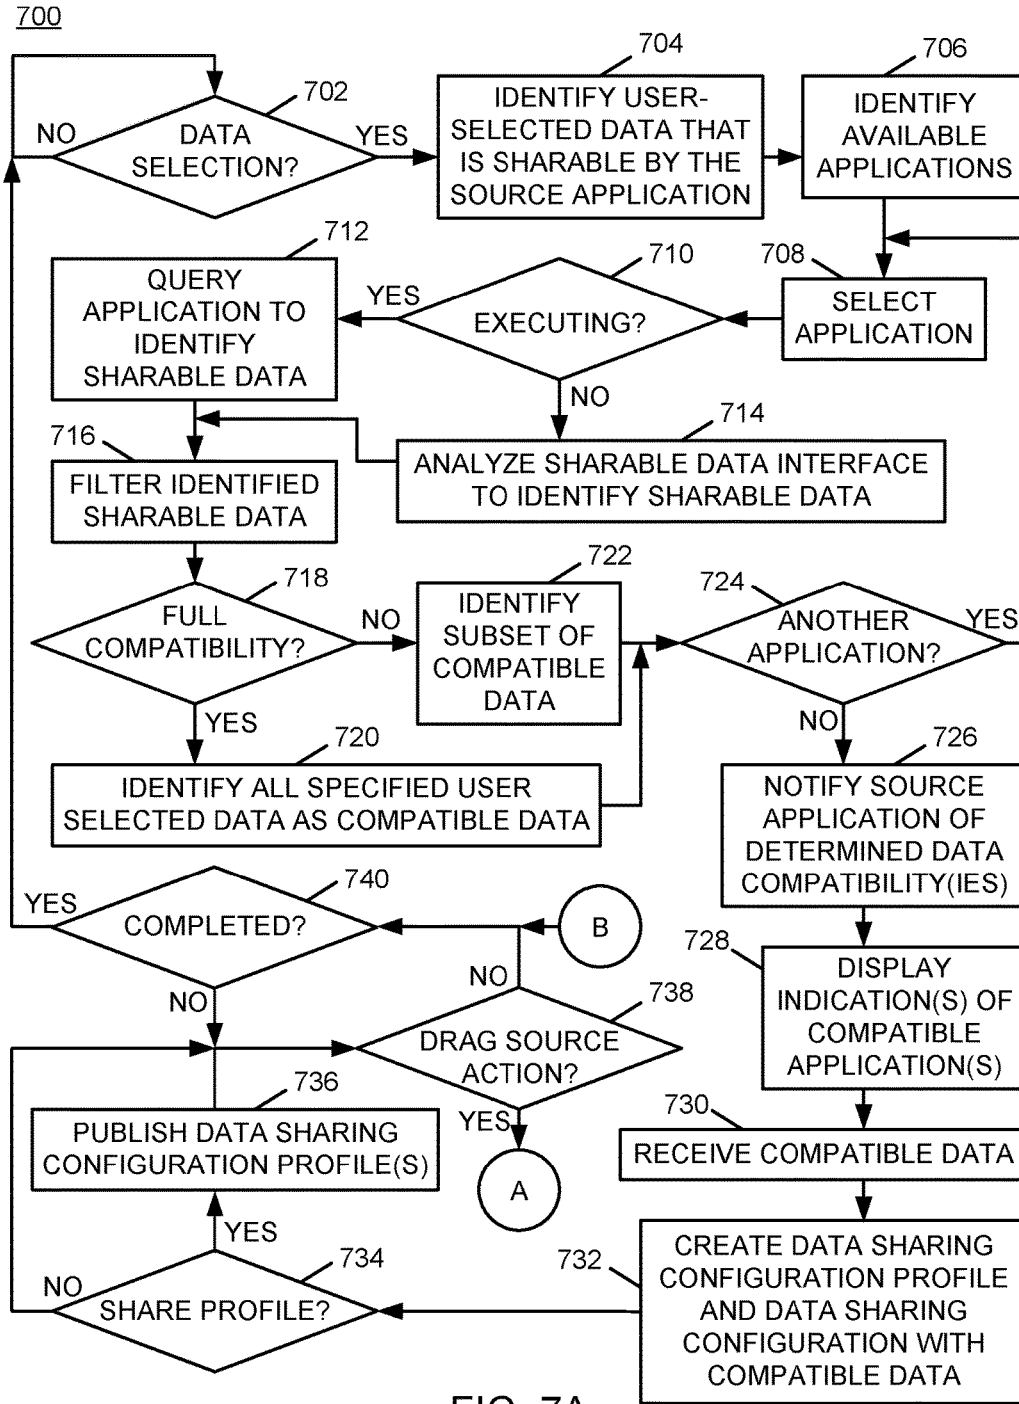 700
702
DATA
SELECTION?
NO
YES
704
IDENTIFY USER-
SELECTED DATA THAT
IS SHARABLE BY THE
SOURCE APPLICATION
706
IDENTIFY
AVAILABLE
APPLICATIONS
708
SELECT
APPLICATION
710
EXECUTING?
YES
NO
712
QUERY
APPLICATION TO
IDENTIFY
SHARABLE DATA
714
ANALYZE SHARABLE DATA INTERFACE
TO IDENTIFY SHARABLE DATA
716
FILTER IDENTIFIED
SHARABLE DATA
718
FULL
COMPATIBILITY?
NO
YES
722
IDENTIFY
SUBSET OF
COMPATIBLE
DATA
720
IDENTIFY ALL SPECIFIED USER
SELECTED DATA AS COMPATIBLE DATA
724
ANOTHER
APPLICATION?
YES
NO
726
NOTIFY SOURCE
APPLICATION OF
DETERMINED DATA
COMPATIBILITY(IES)
728
DISPLAY
INDICATION(S) OF
COMPATIBLE
APPLICATION(S)
730
RECEIVE COMPATIBLE DATA
732
CREATE DATA SHARING
CONFIGURATION PROFILE
AND DATA SHARING
CONFIGURATION WITH
COMPATIBLE DATA
734
SHARE PROFILE?
NO
YES
736
PUBLISH DATA SHARING
CONFIGURATION PROFILE(S)
738
DRAG SOURCE
ACTION?
NO
YES
A
B
740
COMPLETED?
YES
NO
FIG. 7A